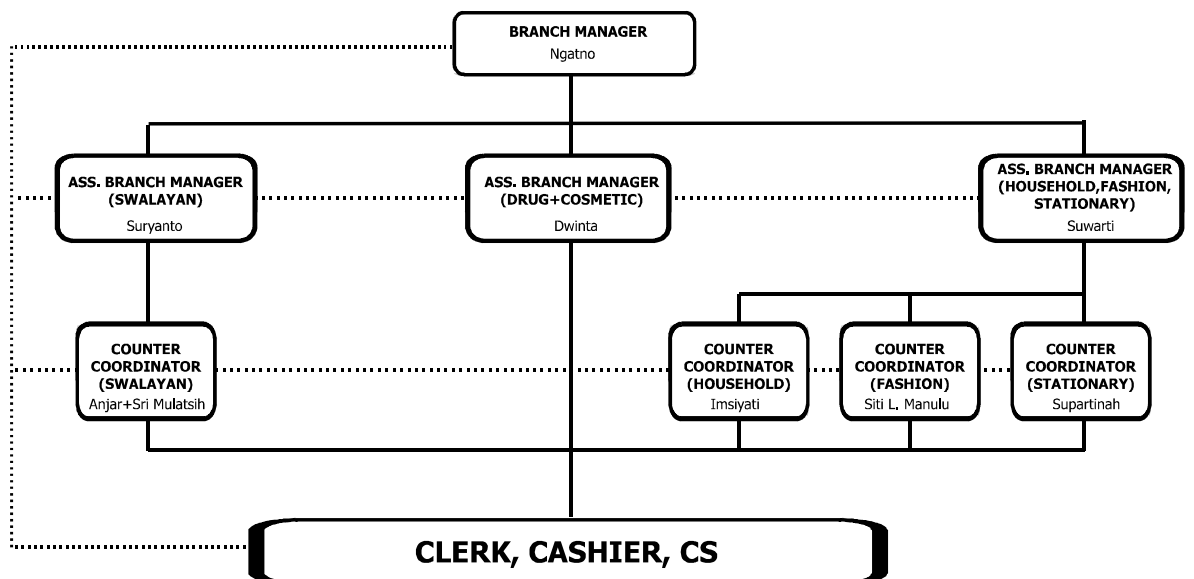 BRANCH MANAGER
Ngatno
ASS. BRANCH MANAGER
(SWALAYAN)
Suryanto
ASS. BRANCH MANAGER
(DRUG+COSMETIC)
Dwinta
ASS. BRANCH MANAGER
(HOUSEHOLD,FASHION,
STATIONARY)
Suwarti
COUNTER
COORDINATOR
(SWALAYAN)
Anjar+Sri Mulatsih
COUNTER
COORDINATOR
(HOUSEHOLD)
Imsiyati
COUNTER
COORDINATOR
(FASHION)
Siti L. Manulu
COUNTER
COORDINATOR
(STATIONARY)
Supartinah
CLERK, CASHIER, CS